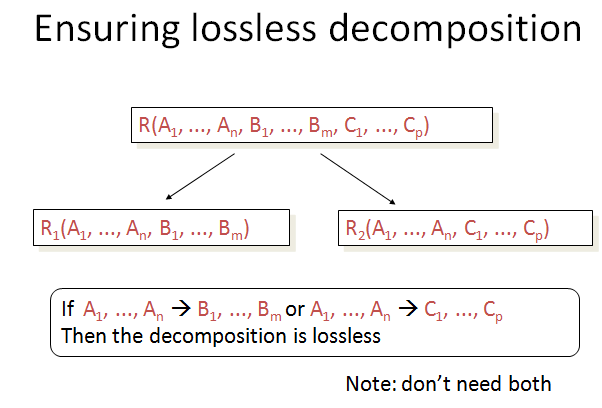 Ensuring lossless decomposition
R(A₁, ..., Aₙ, B₁, ..., Bₘ, C₁, ..., Cₚ)
R₁(A₁, ..., Aₙ, B₁, ..., Bₘ)
R₂(A₁, ..., Aₙ, C₁, ..., Cₚ)
If A₁, ..., Aₙ → B₁, ..., Bₘ or A₁, ..., Aₙ → C₁, ..., Cₚ
Then the decomposition is lossless
Note: don’t need both